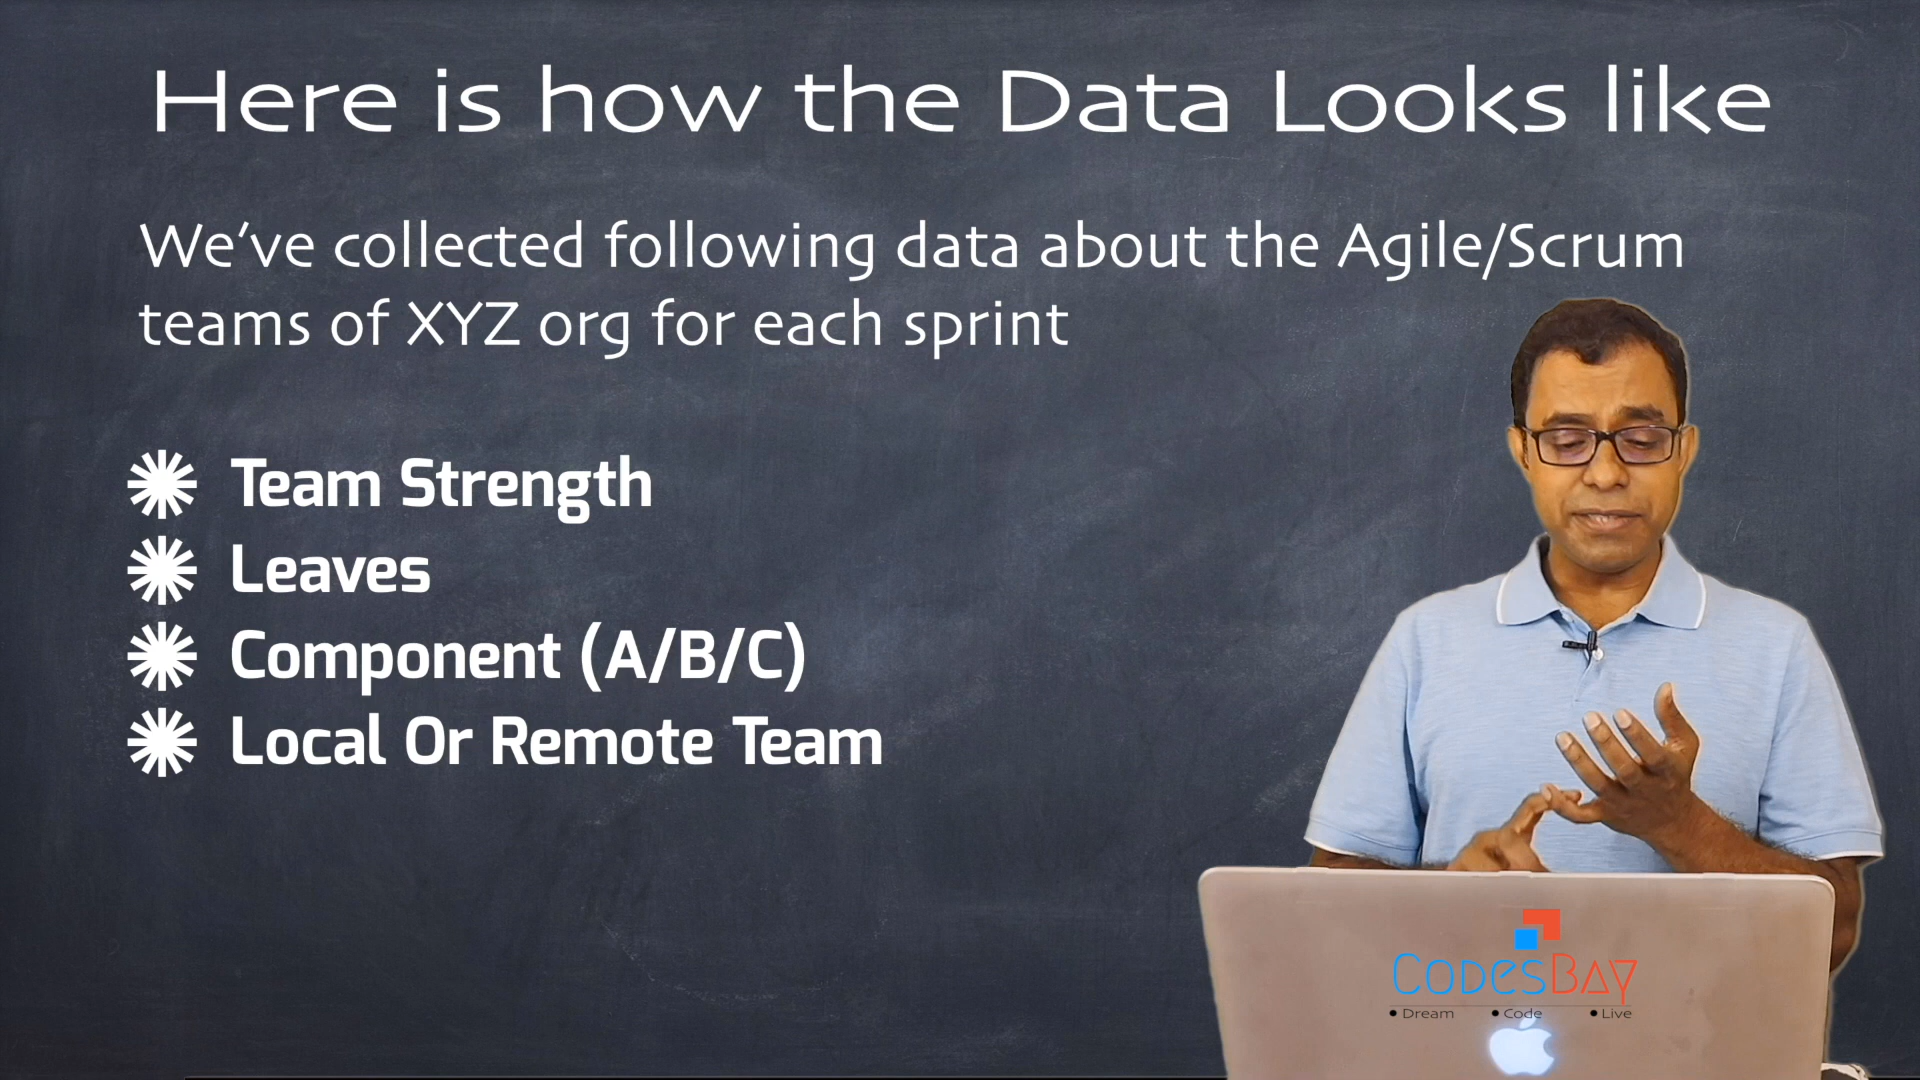 Here is how the Data Looks like
We've collected following data about the Agile/Scrum
teams of XYZ org for each sprint
Team Strength
Leaves
Component (A/B/C)
Local Or Remote Team
CodesBay
• Dream • Code • Live